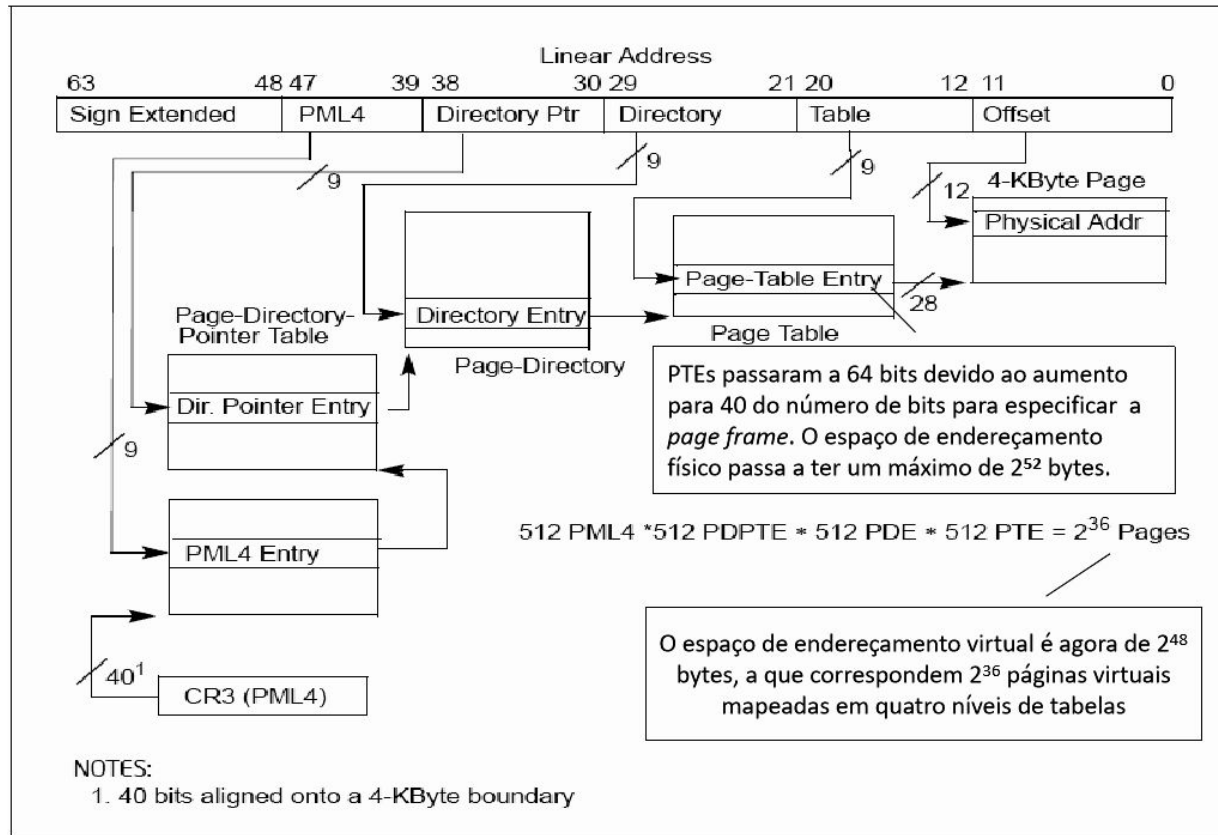 Linear Address
63 48 47 39 38 30 29 21 20 12 11 0
Sign Extended PML4 Directory Ptr Directory Table Offset
9
9
9
12
4-KByte Page
Physical Addr
Page-Table Entry
28
Page Table
Directory Entry
Page-Directory
Page-Directory-
Pointer Table
Dir. Pointer Entry
9
PTEs passaram a 64 bits devido ao aumento
para 40 do número de bits para especificar a
page frame. O espaço de endereçamento
físico passa a ter um máximo de 2⁵² bytes.
512 PML4 *512 PDPTE * 512 PDE * 512 PTE = 2³⁶ Pages
PML4 Entry
O espaço de endereçamento virtual é agora de 2⁴⁸
bytes, a que correspondem 2³⁶ páginas virtuais
mapeadas em quatro níveis de tabelas
40¹
CR3 (PML4)
NOTES:
1. 40 bits aligned onto a 4-KByte boundary